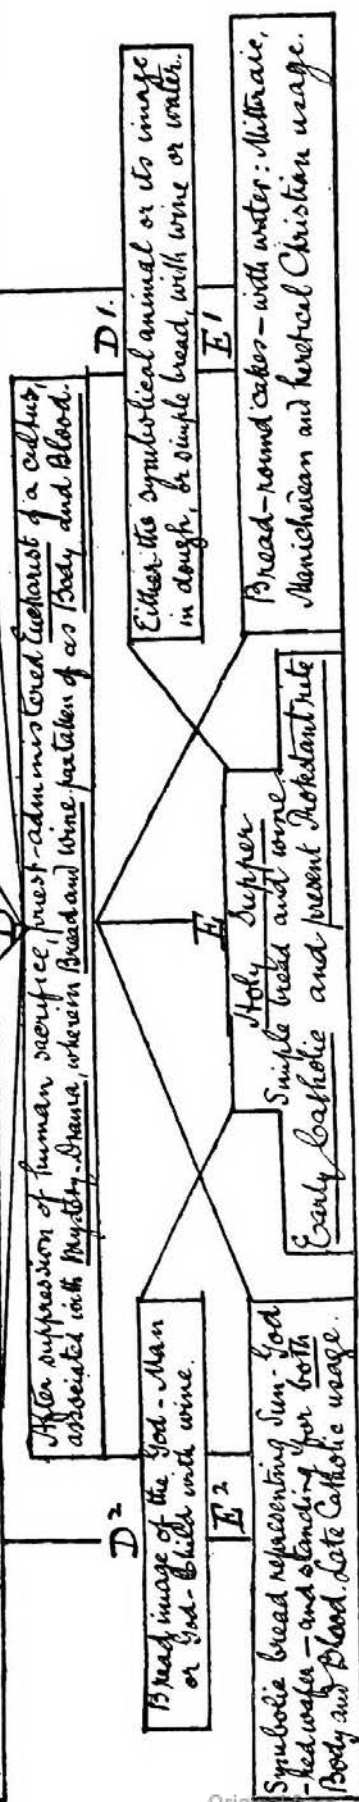 D
After suppression of human sacrifice, priest-administered Eucharist of a cultus,
associated with Mystery-Drama, wherein Bread and Wine partaken of as Body and Blood.
D²
D¹.
Bread image of the God-Man
or God-Child with wine.
Either the symbolical animal or its image
in dough, or simple bread, with wine or water.
E²
E
E¹
Symbolic bread representing Sun-God
-ked wafer - and standing for both
Body and Blood. Late Catholic usage.
Holy Supper
Simple bread and wine
Early Catholic and present Protestant rite
Bread-round cakes - with water: Mithraic,
Manichean and heretical Christian usage.